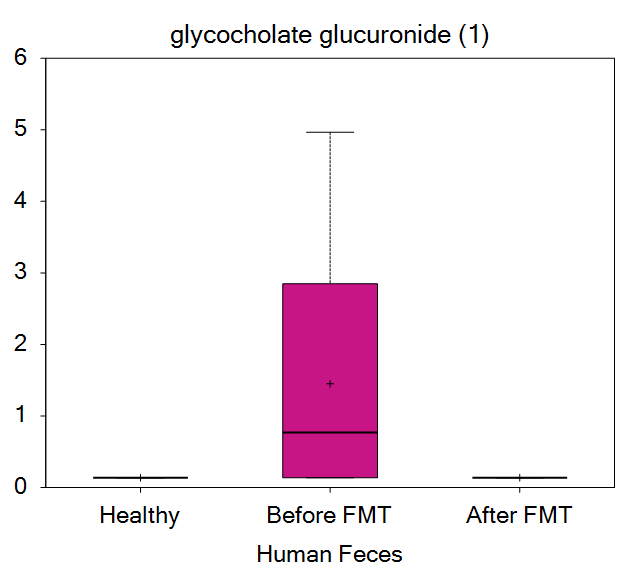 glycocholate glucuronide (1)
6
5
4
3
2
1
0
Healthy Before FMT After FMT
Human Feces